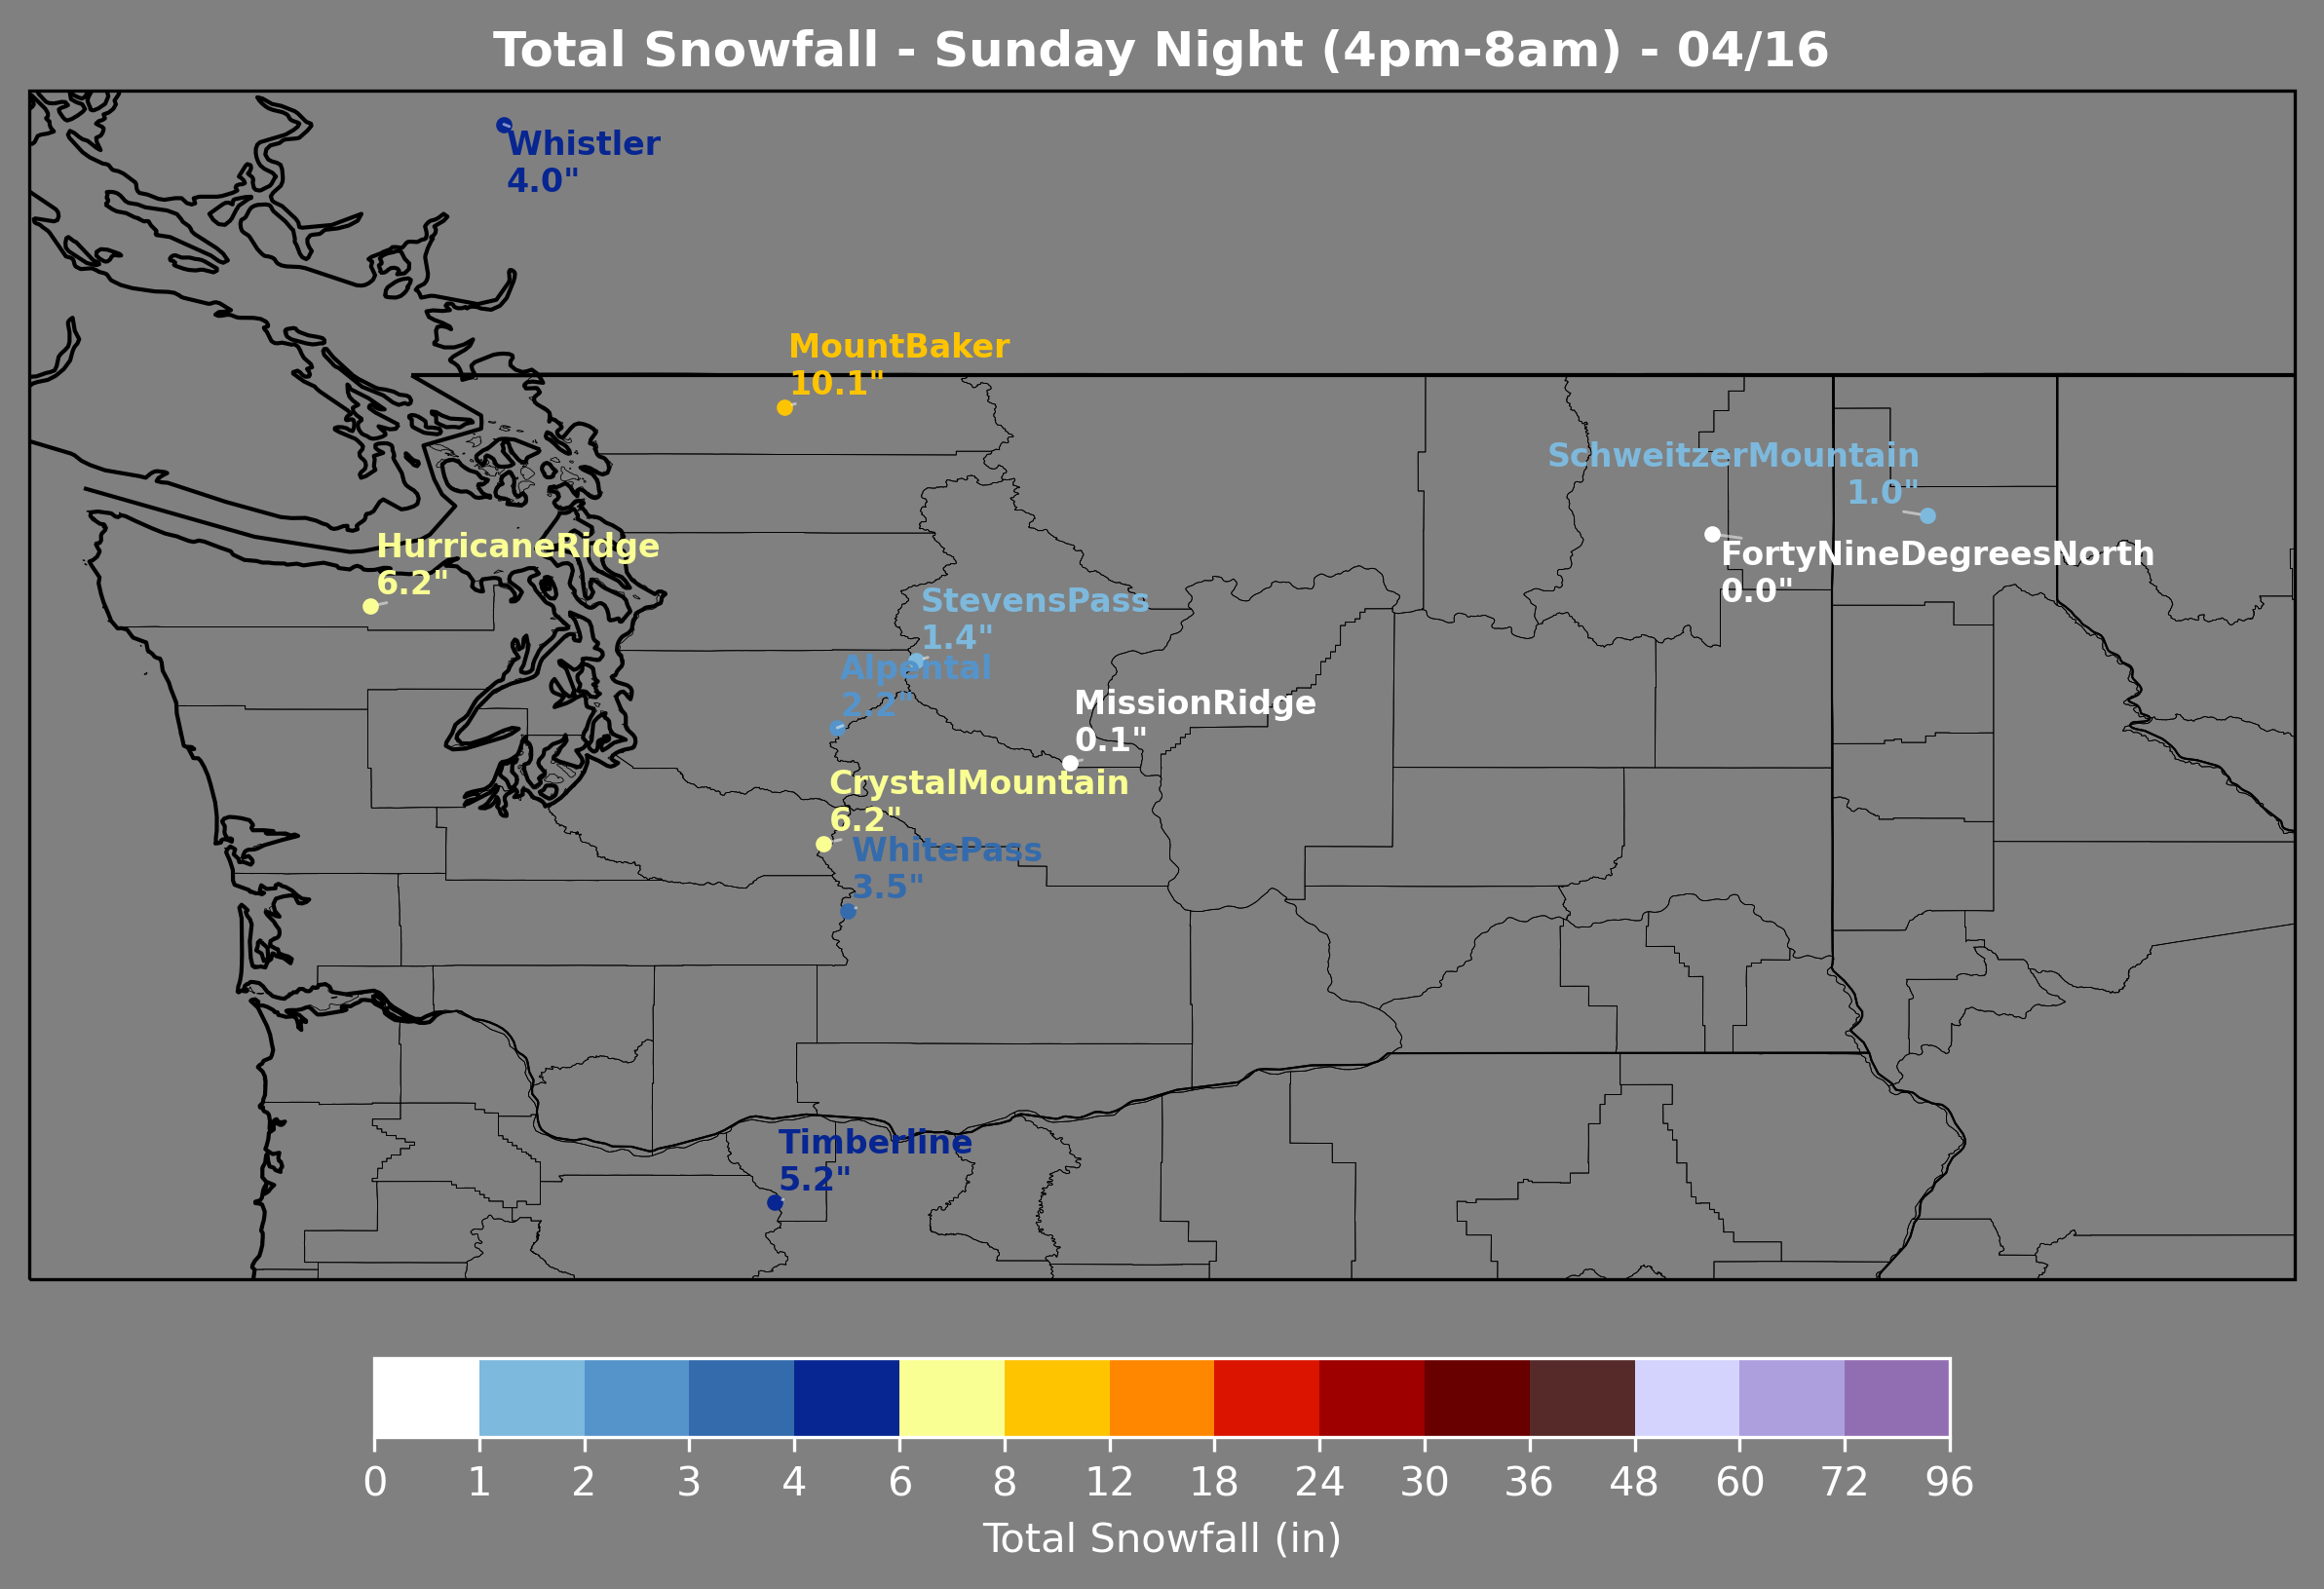 Total Snowfall - Sunday Night (4pm-8am) - 04/16
Whistler
4.0"
MountBaker
10.1"
SchweitzerMountain
1.0"
HurricaneRidge
6.2"
FortyNineDegreesNorth
0.0"
StevensPass
1.4"
Alpental
2.2"
MissionRidge
0.1"
CrystalMountain
6.2"
WhitePass
3.5"
Timberline
5.2"
0 1 2 3 4 6 8 12 18 24 30 36 48 60 72 96
Total Snowfall (in)